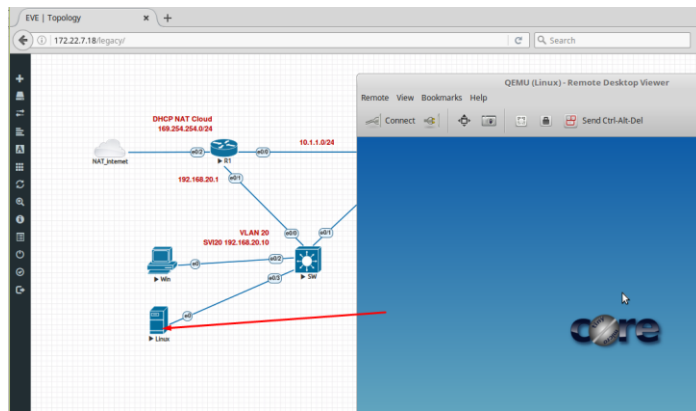 EVE | Topology
172.22.7.18/legacy/
Search
QEMU (Linux) - Remote Desktop Viewer
Remote View Bookmarks Help
Connect
Send Ctrl-Alt-Del
DHCP NAT Cloud
169.254.254.0/24
10.1.1.0/24
NAT_internet
e0/2
R1
e0/0
192.168.20.1
e0/1
VLAN 20
SVI20 192.168.20.10
e0/0
e0/1
Win
e0
e0/2
SW
e0/3
e0
Linux
core